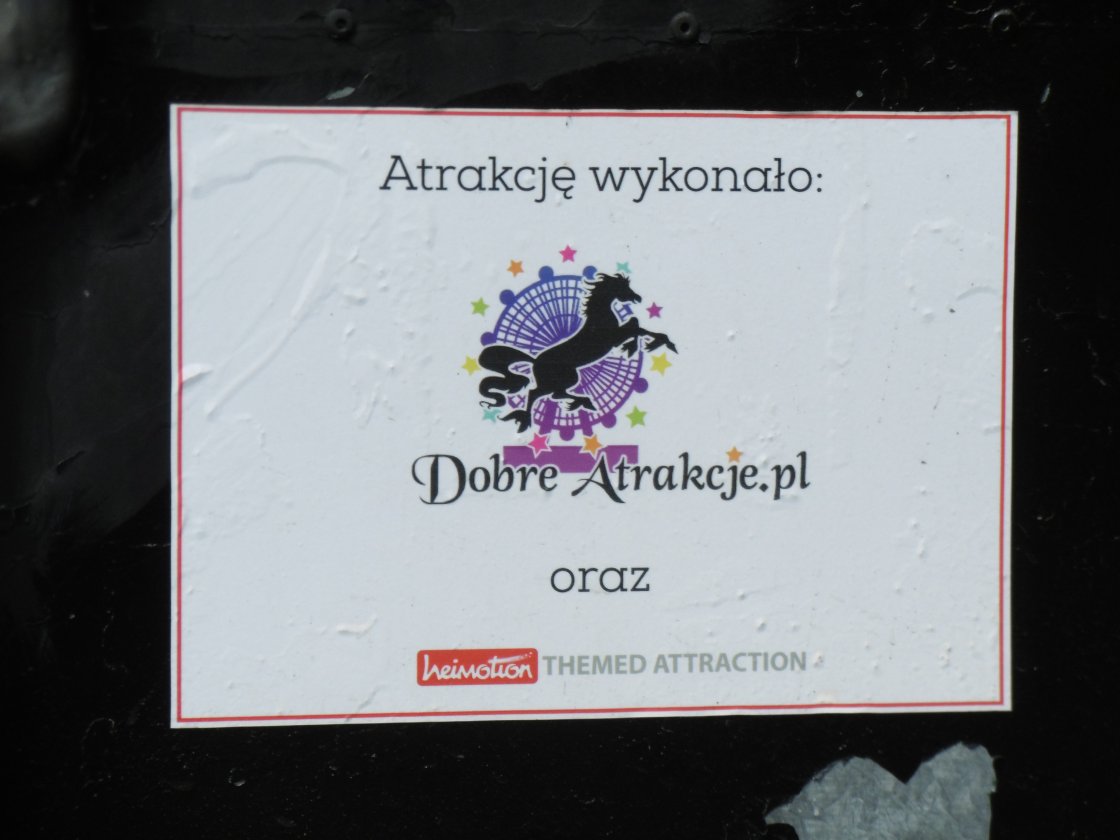 Atrakcję wykonało:
Dobre Atrakcje.pl
oraz
heimotion THEMED ATTRACTION